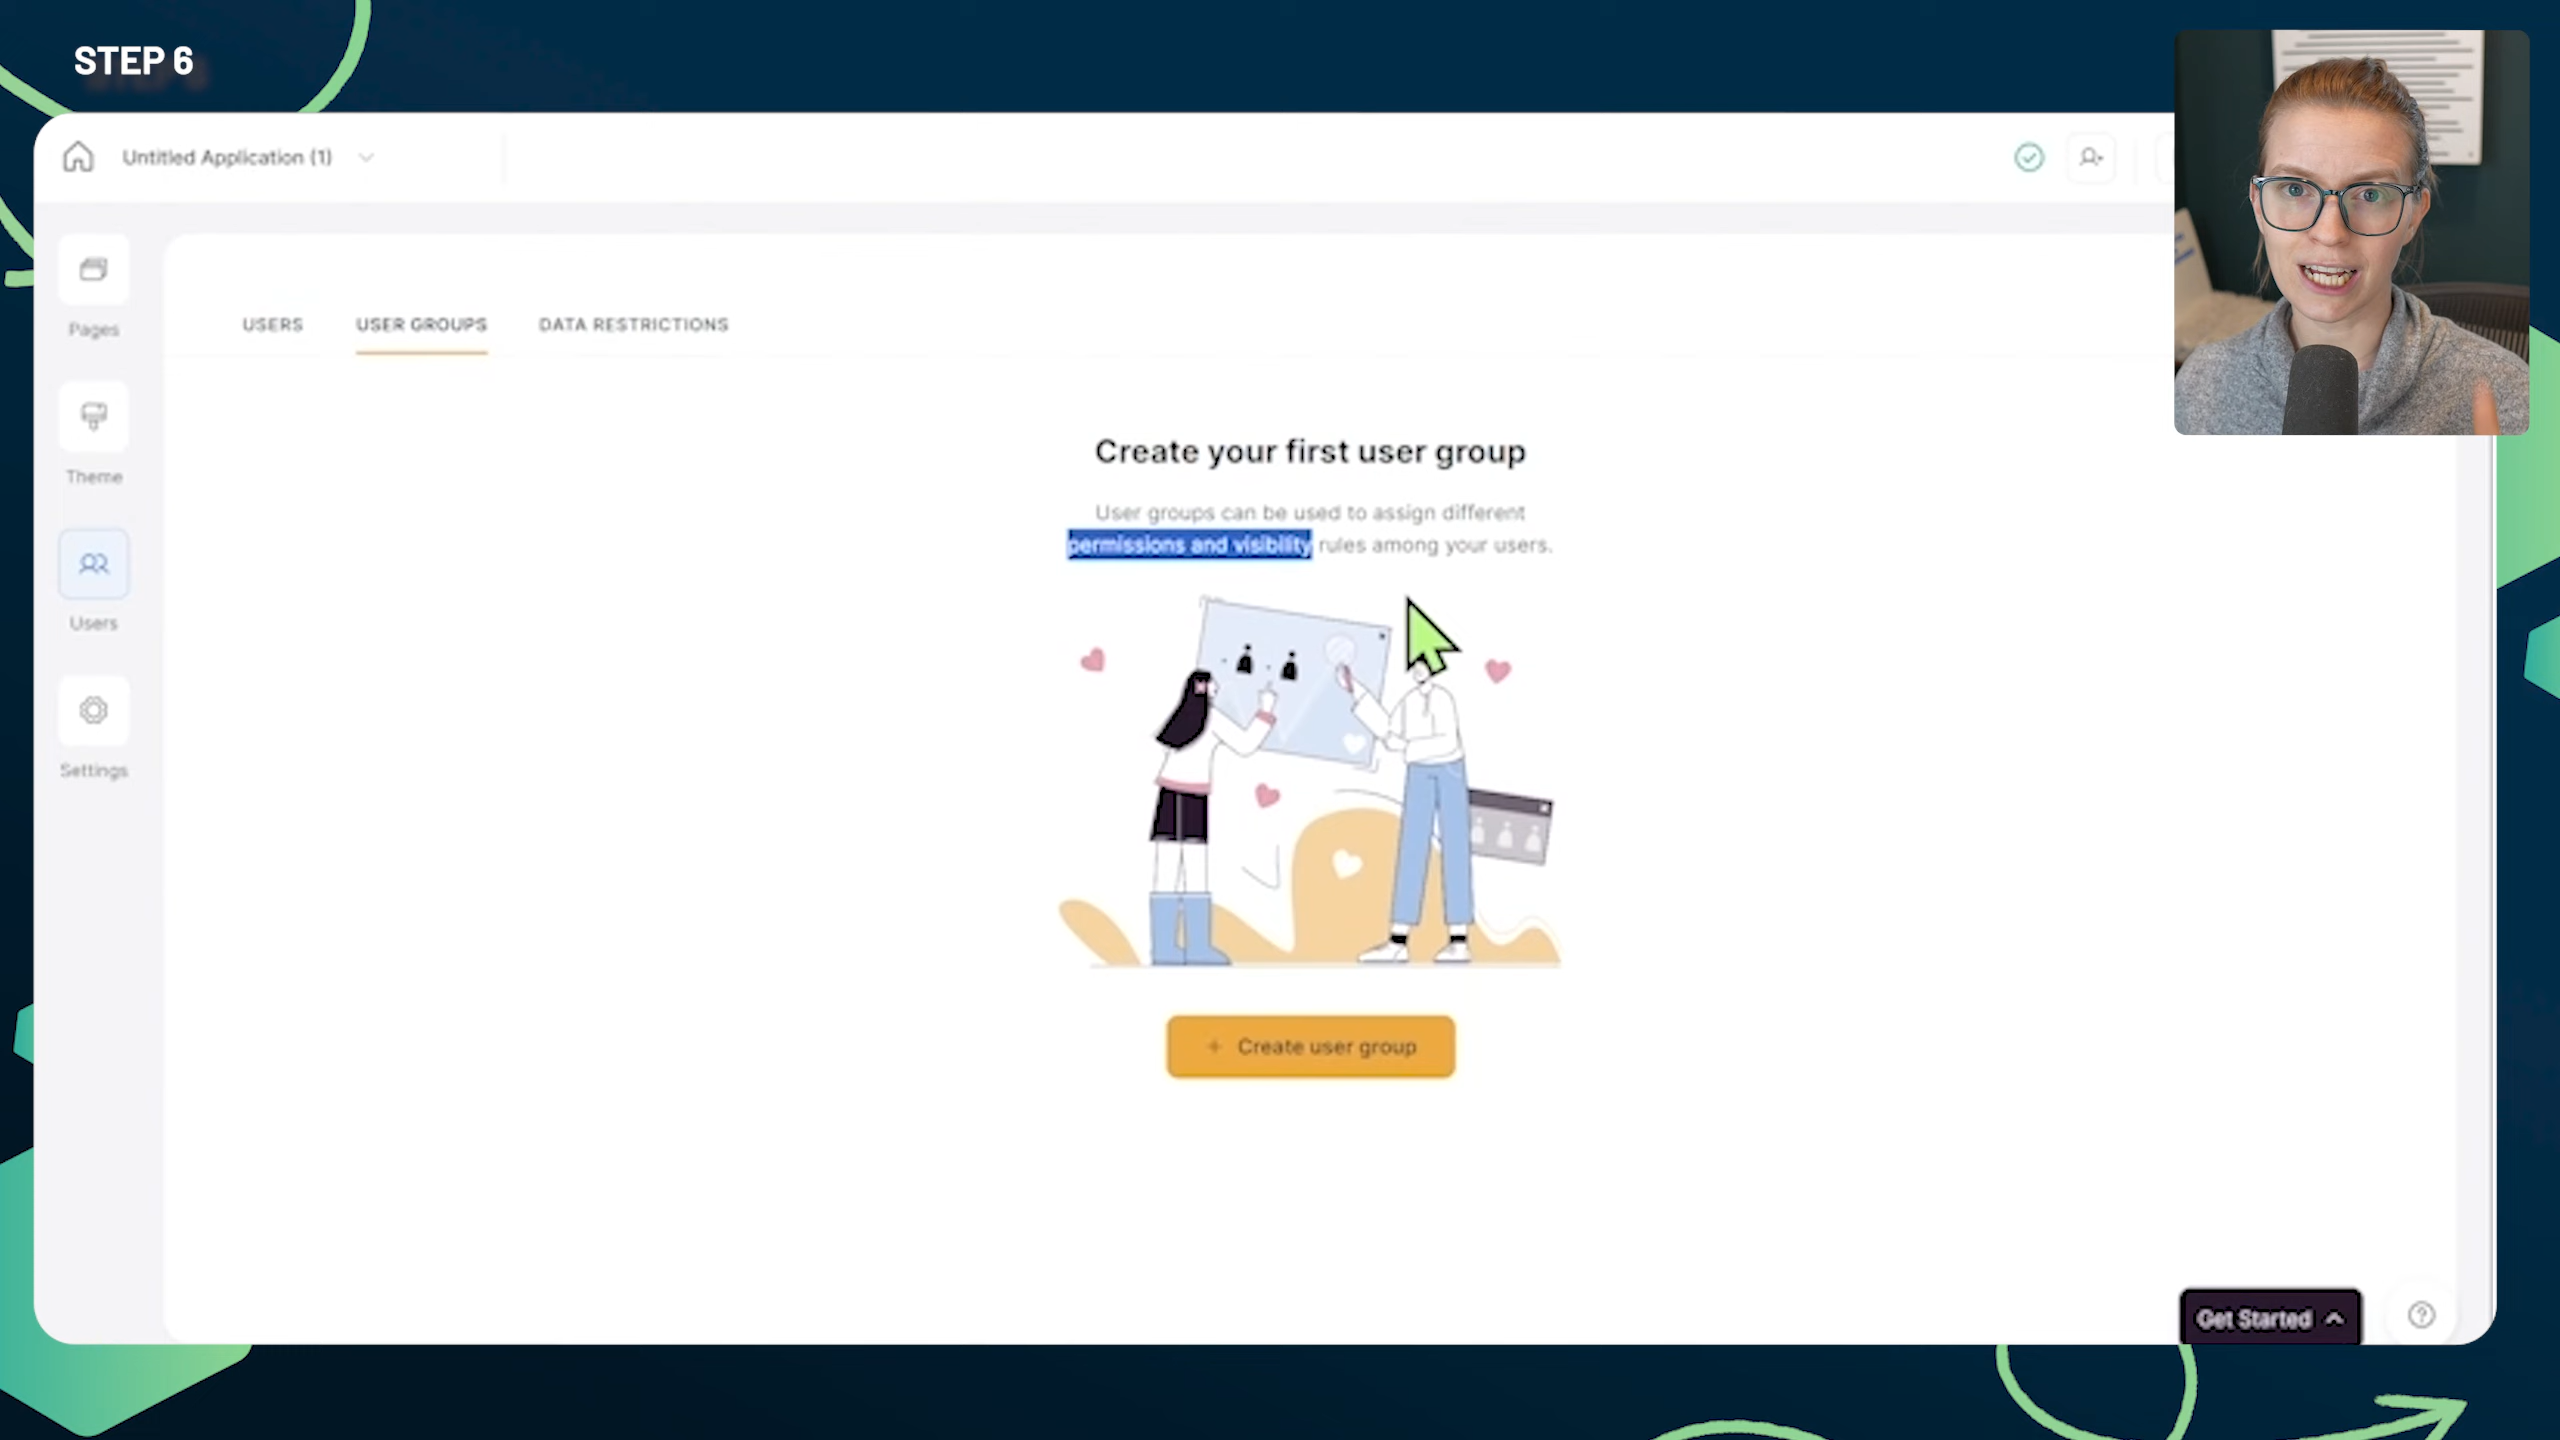 STEP 6
Untitled Application (1)
Pages
Theme
Users
Settings
USERS
USER GROUPS
DATA RESTRICTIONS
Create your first user group
User groups can be used to assign different
permissions and visibility rules among your users.
+ Create user group
Get Started